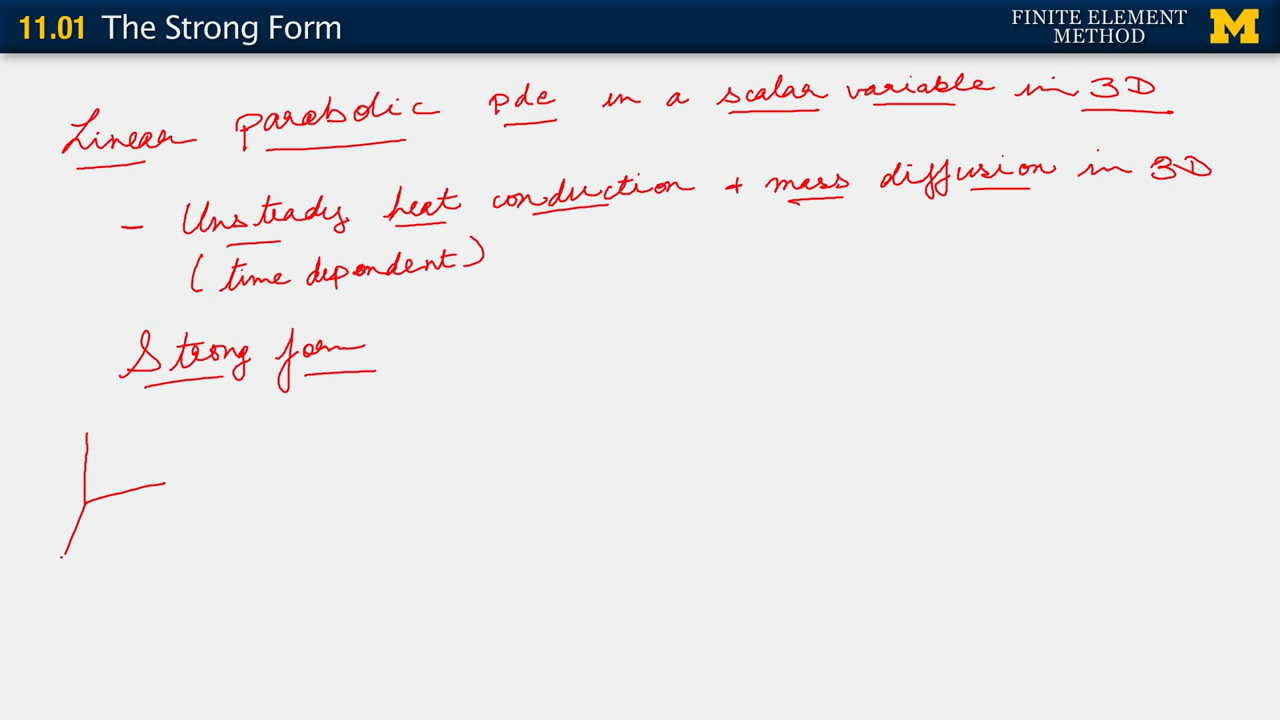 11.01 The Strong Form
FINITE ELEMENT
METHOD
M
Linear parabolic pde in a scalar variable in 3D
- Unsteady heat conduction + mass diffusion in 3D
(time dependent)
Strong form